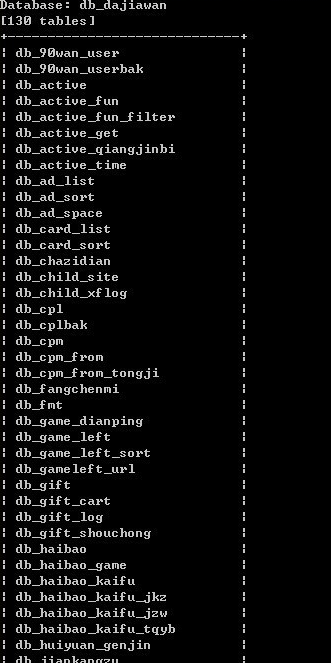 Database: db_dajiawan
[130 tables]
+-----------------------------+
| db_90wan_user |
| db_90wan_userbak |
| db_active |
| db_active_fun |
| db_active_fun_filter |
| db_active_get |
| db_active_qiangjinbi |
| db_active_time |
| db_ad_list |
| db_ad_sort |
| db_ad_space |
| db_card_list |
| db_card_sort |
| db_chazidian |
| db_child_site |
| db_child_xflog |
| db_cpl |
| db_cplbak |
| db_cpm |
| db_cpm_from |
| db_cpm_from_tongji |
| db_fangchenmi |
| db_fmt |
| db_game_dianping |
| db_game_left |
| db_game_left_sort |
| db_gameleft_url |
| db_gift |
| db_gift_cart |
| db_gift_log |
| db_gift_shouchong |
| db_haibao |
| db_haibao_game |
| db_haibao_kaifu |
| db_haibao_kaifu_jkz |
| db_haibao_kaifu_jzw |
| db_haibao_kaifu_tqyb |
| db_huiyuan_genjin |